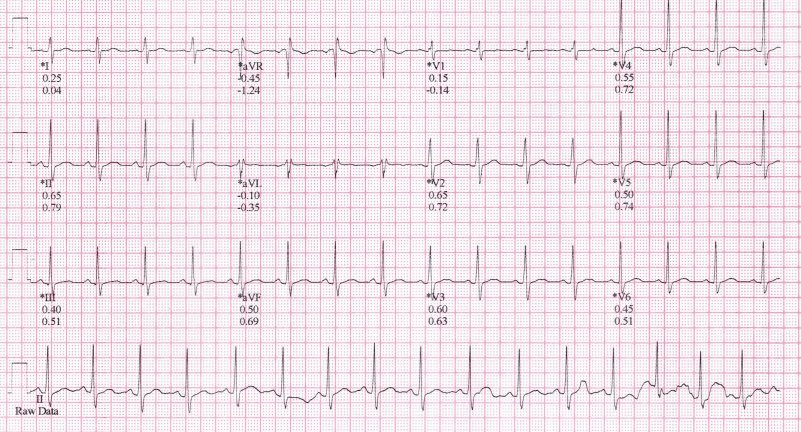 *I
0.25
0.04
*aVR
-0.45
-1.24
*V1
0.15
-0.14
*V4
0.55
0.72
*II
0.65
0.79
*aVL
-0.10
-0.35
*V2
0.65
0.72
*V5
0.50
0.74
*III
0.40
0.51
*aVF
0.50
0.69
*V3
0.60
0.63
*V6
0.45
0.51
II
Raw Data